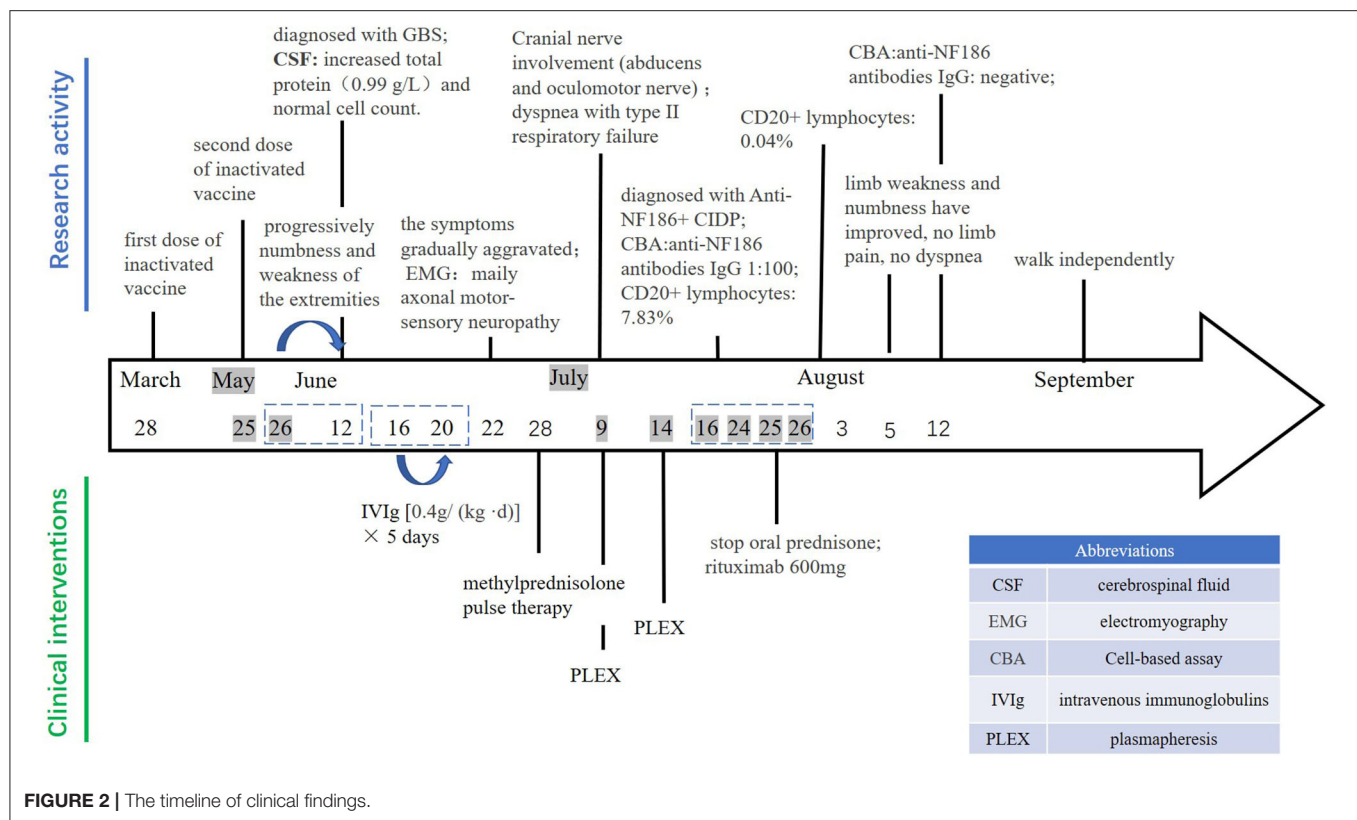 Research activity
first dose of
inactivated
vaccine
second dose
of inactivated
vaccine
diagnosed with GBS;
CSF: increased total
protein（0.99 g/L）and
normal cell count.
progressively
numbness and
weakness of
the extremities
the symptoms
gradually aggravated；
EMG：maily
axonal motor-
sensory neuropathy
Cranial nerve
involvement (abducens
and oculomotor nerve)；
dyspnea with type II
respiratory failure
diagnosed with Anti-
NF186+ CIDP;
CBA:anti-NF186
antibodies IgG 1:100;
CD20+ lymphocytes:
7.83%
CD20+ lymphocytes:
0.04%
limb weakness and
numbness have
improved, no limb
pain, no dyspnea
CBA:anti-NF186
antibodies IgG: negative;
walk independently
March May June July August September
28 25 26 12 16 20 22 28 9 14 16 24 25 26 3 5 12
Clinical interventions
IVIg [0.4g/ (kg ·d)]
× 5 days
methylprednisolone
pulse therapy
PLEX
PLEX
stop oral prednisone;
rituximab 600mg
Abbreviations
CSF cerebrospinal fluid
EMG electromyography
CBA Cell-based assay
IVIg intravenous immunoglobulins
PLEX plasmapheresis
FIGURE 2 | The timeline of clinical findings.